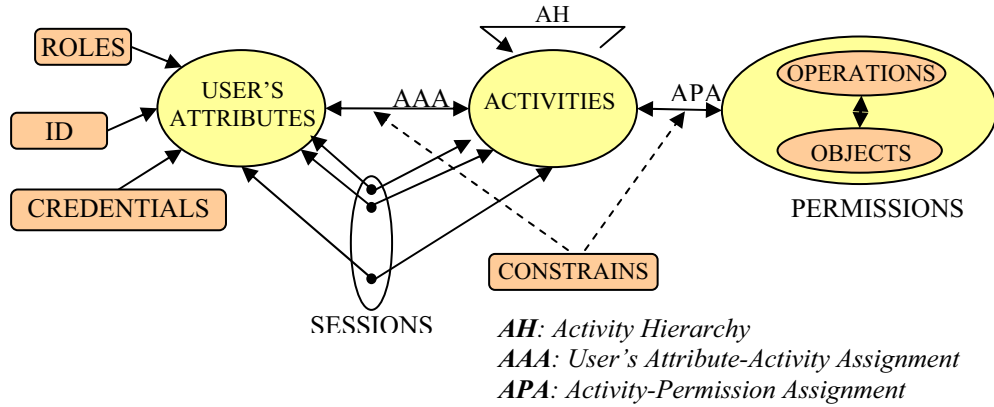 AH
ROLES
USER'S
ATTRIBUTES
AAA
ACTIVITIES
APA
OPERATIONS
ID
OBJECTS
CREDENTIALS
PERMISSIONS
CONSTRAINS
SESSIONS
AH: Activity Hierarchy
AAA: User's Attribute-Activity Assignment
APA: Activity-Permission Assignment